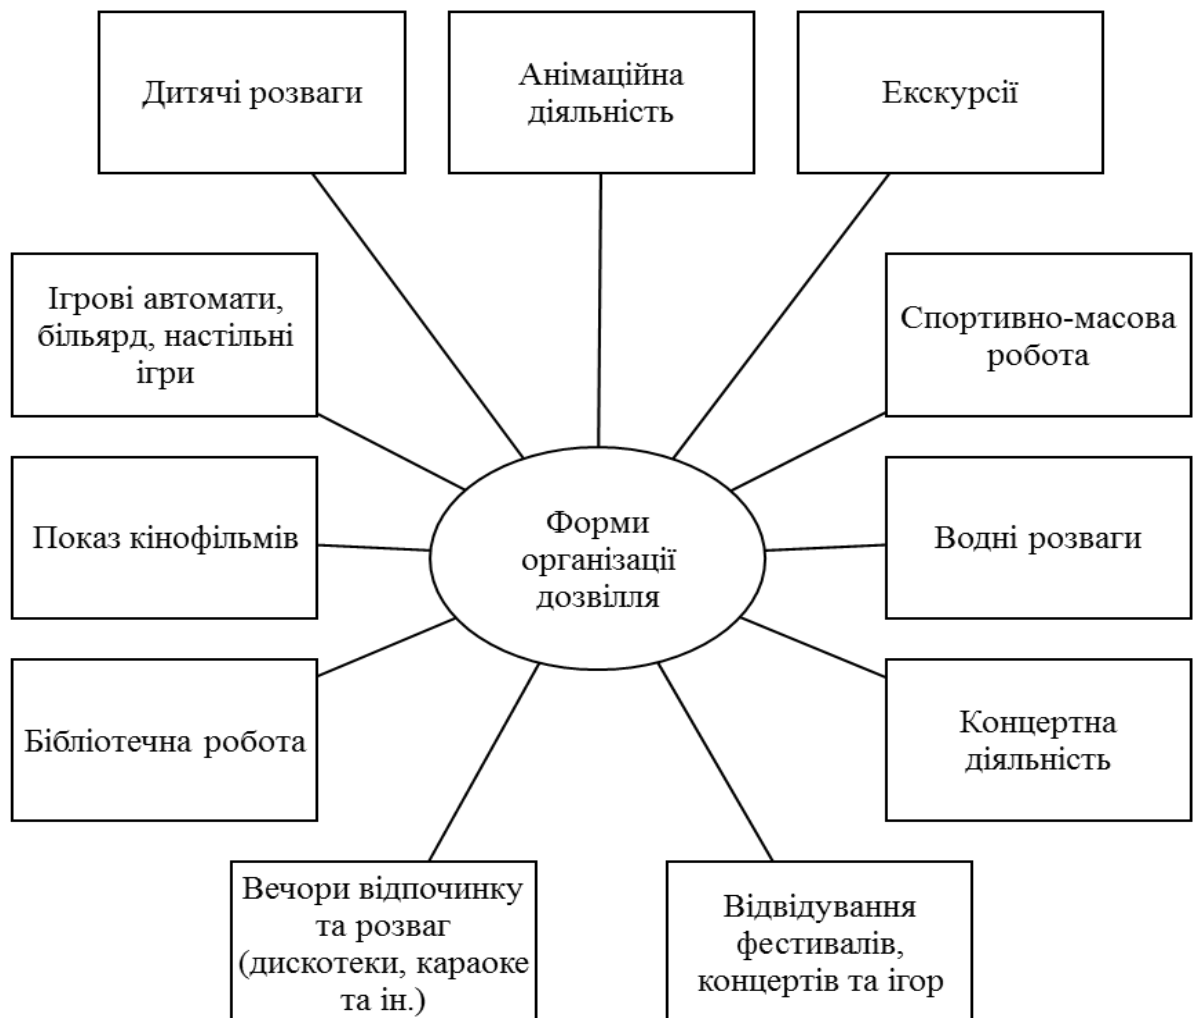 Дитячі розваги
Анімаційна
діяльність
Екскурсії
Ігрові автомати,
більярд, настільні
ігри
Спортивно-масова
робота
Показ кінофільмів
Форми
організації
дозвілля
Водні розваги
Бібліотечна робота
Концертна
діяльність
Вечори відпочинку
та розваг
(дискотеки, караоке
та ін.)
Відвідування
фестивалів,
концертів та ігор